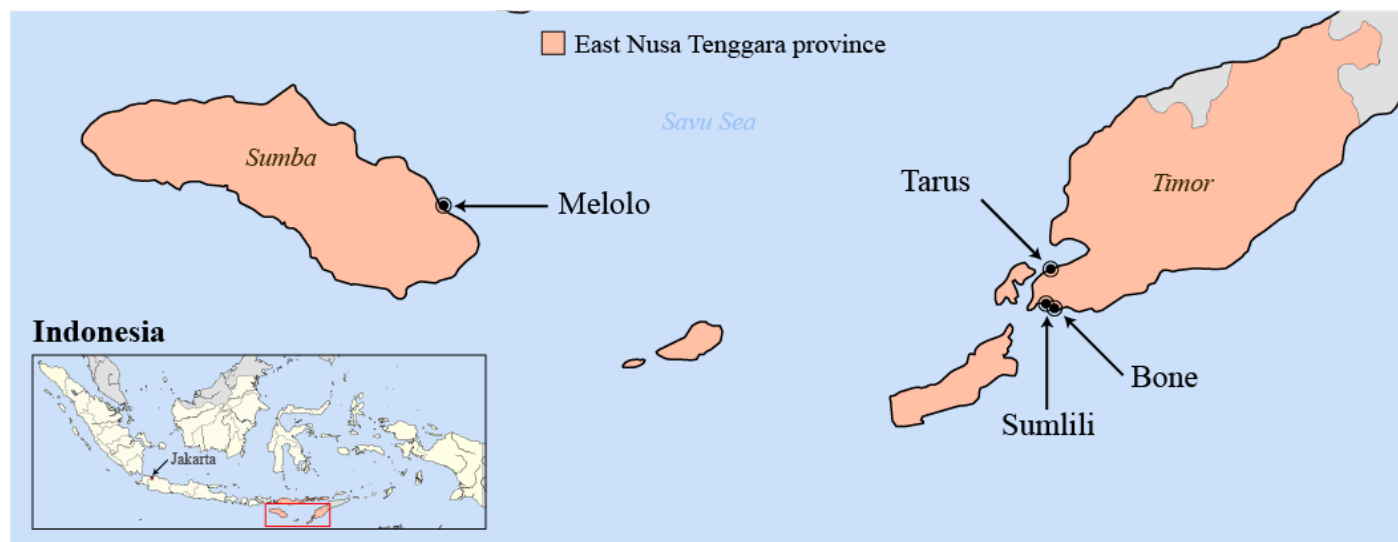 East Nusa Tenggara province
Savu Sea
Sumba
Timor
Tarus
Melolo
Indonesia
Jakarta
Bone
Sumlili